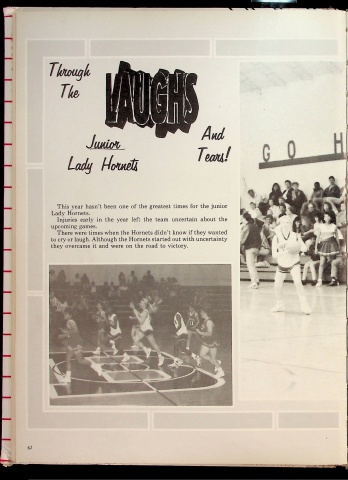 Through
The
LAUGHS
And
Tears!
Junior
Lady Hornets
This year hasn't been one of the greatest times for the junior
Lady Hornets.
Injuries early in the year left the team uncertain about the
upcoming games.
There were times when the Hornets didn't know if they wanted
to cry or laugh. Although the Hornets started out with uncertainty
they overcame it and were on the road to victory.
GO H
62